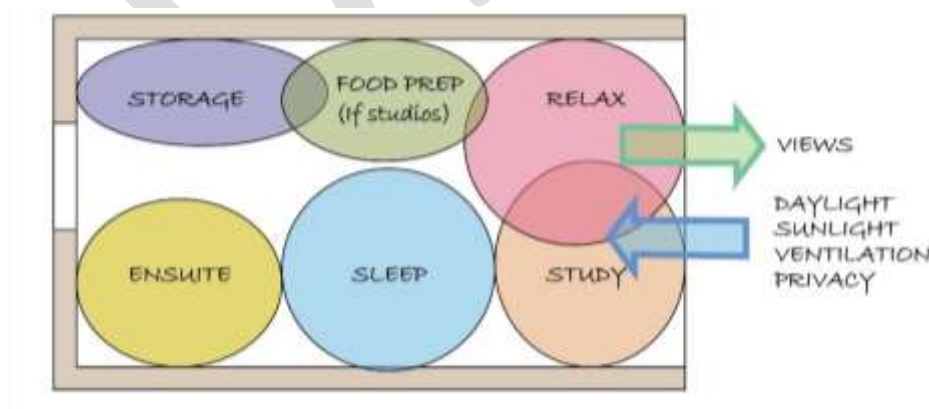 STORAGE
FOOD PREP
(If studios)
RELAX
VIEWS
DAYLIGHT
SUNLIGHT
VENTILATION
PRIVACY
ENSUITE
SLEEP
STUDY